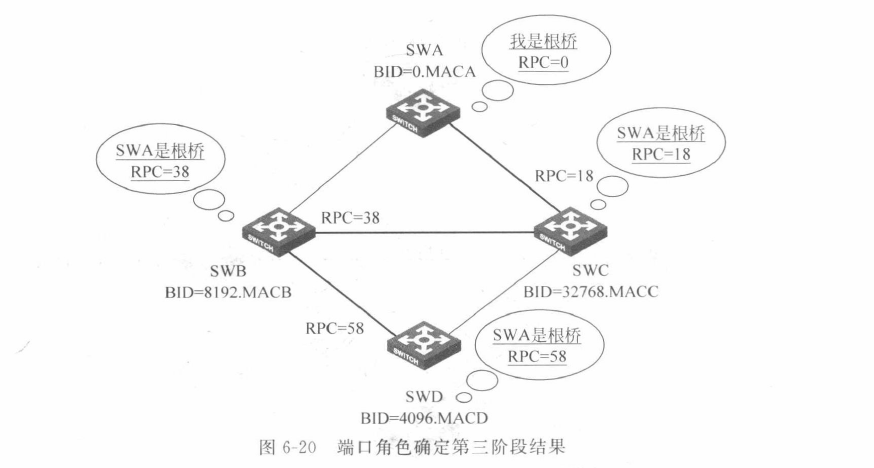 SWA
BID=0.MACA
我是根桥
RPC=0
SWITCH
SWA是根桥
RPC=38
SWA是根桥
RPC=18
RPC=18
RPC=38
SWITCH
SWITCH
SWB
BID=8192.MACB
SWC
BID=32768.MACC
RPC=58
SWITCH
SWA是根桥
RPC=58
SWD
BID=4096.MACD
图 6-20 端口角色确定第三阶段结果